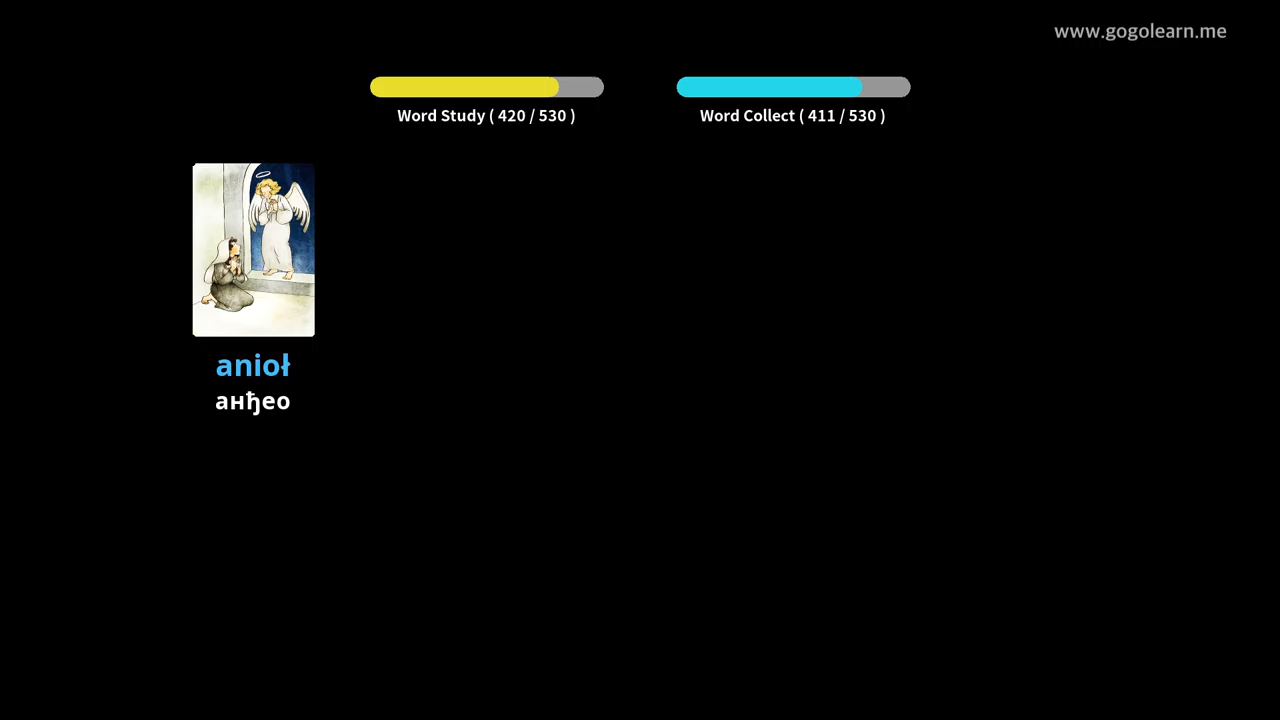 www.gogolearn.me
Word Study ( 420 / 530 )
Word Collect ( 411 / 530 )
anioł
анђео